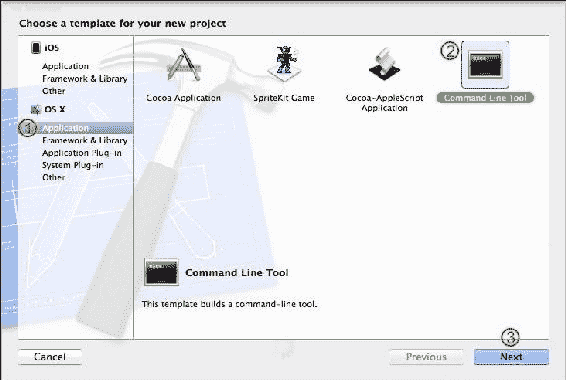 Choose a template for your new project
iOS
Application
Framework & Library
Other
OS X
① Application
Framework & Library
Application Plug-in
System Plug-in
Other
Cocoa Application
SpriteKit Game
Cocoa-AppleScript
Application
②
Command Line Tool
Command Line Tool
This template builds a command-line tool.
③
Cancel
Previous
Next